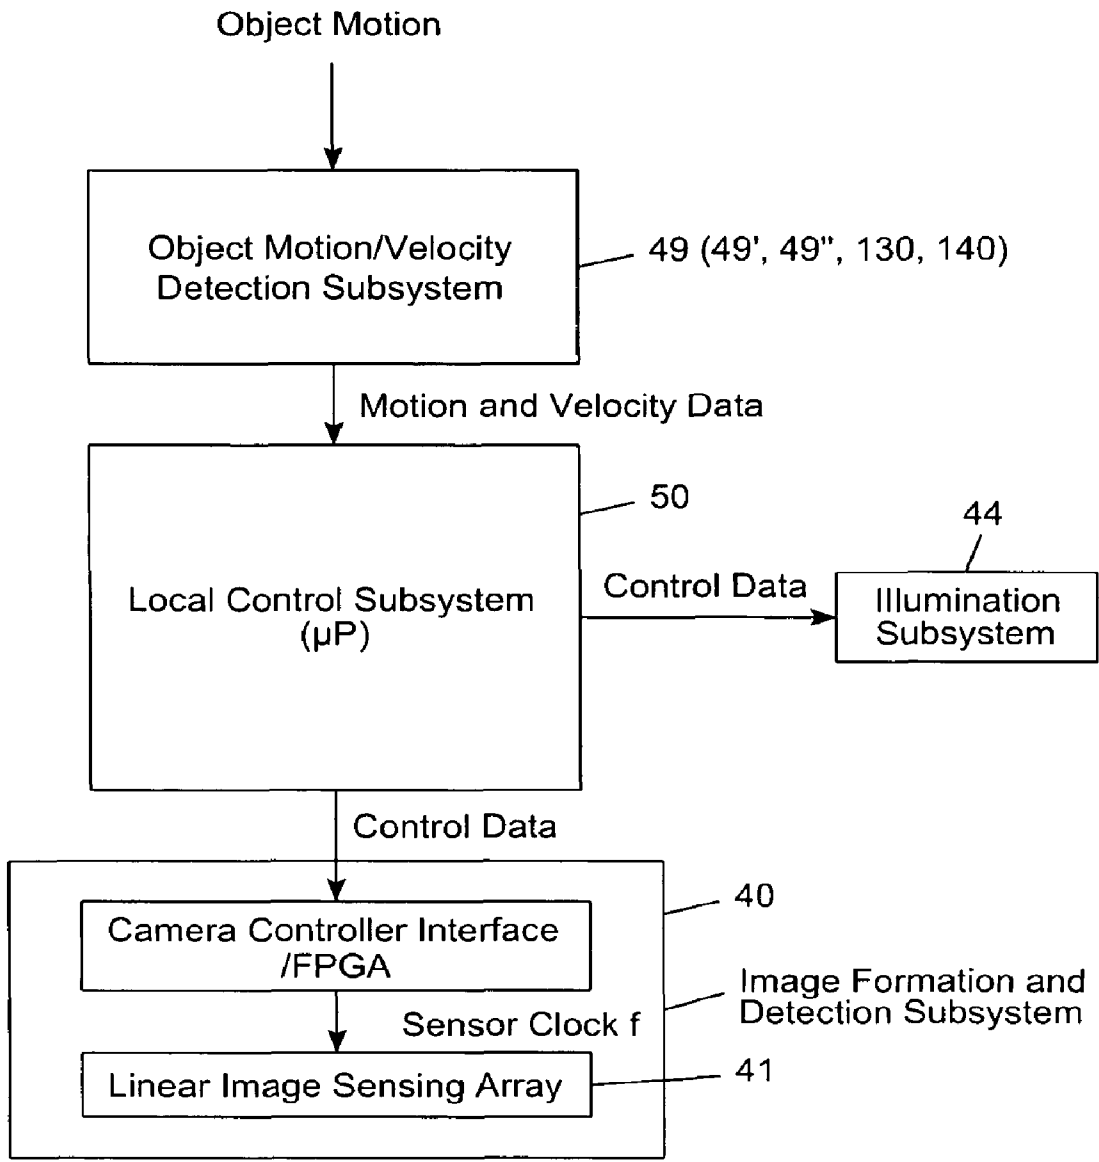 Object Motion
Object Motion/Velocity
Detection Subsystem
49 (49', 49", 130, 140)
Motion and Velocity Data
50
Local Control Subsystem
(µP)
Control Data
44
Illumination
Subsystem
Control Data
40
Camera Controller Interface
/FPGA
Image Formation and
Detection Subsystem
Sensor Clock f
Linear Image Sensing Array
41